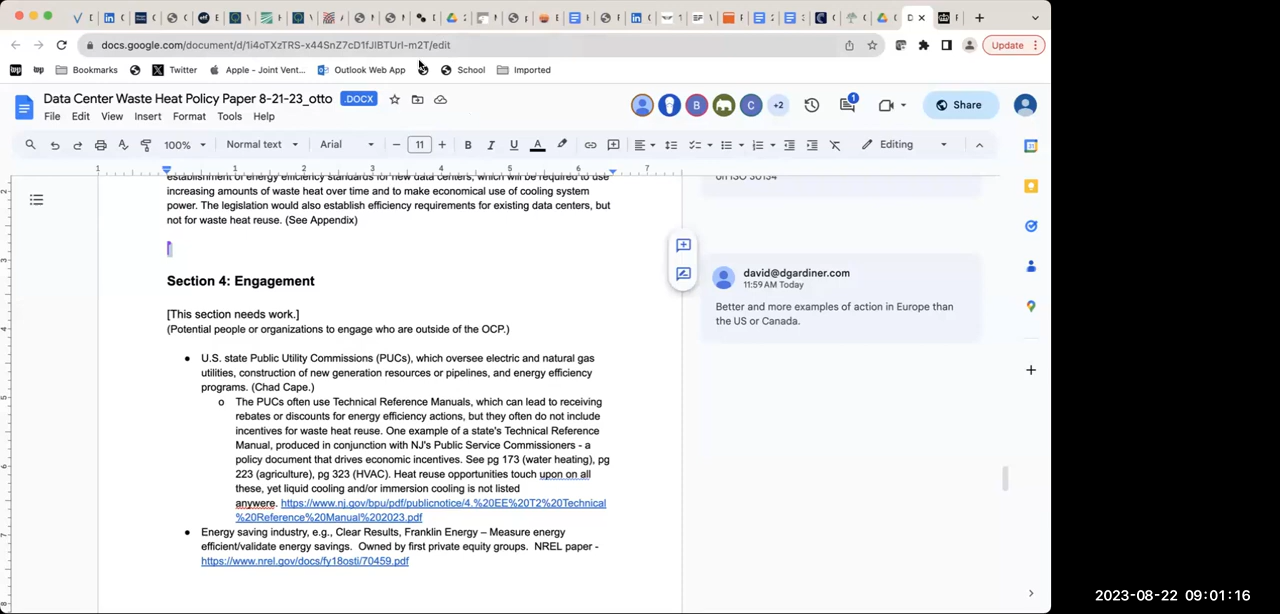 docs.google.com/document/d/1i4oTXzTRS-x44SnZ7cD1fJIBTUrI-m2T/edit
Update
Bookmarks
Twitter
Apple - Joint Vent...
Outlook Web App
School
Imported
Data Center Waste Heat Policy Paper 8-21-23_otto
.DOCX
+2
1
Share
File Edit View Insert Format Tools Help
100% Normal text Arial 11 Editing
1 1 2 3 4 5 6 7
establishment of energy efficiency standards for new data centers, which will be required to use
increasing amounts of waste heat over time and to make economical use of cooling system
power. The legislation would also establish efficiency requirements for existing data centers, but
not for waste heat reuse. (See Appendix)
Section 4: Engagement
[This section needs work.]
(Potential people or organizations to engage who are outside of the OCP.)
● U.S. state Public Utility Commissions (PUCs), which oversee electric and natural gas
utilities, construction of new generation resources or pipelines, and energy efficiency
programs. (Chad Cape.)
o The PUCs often use Technical Reference Manuals, which can lead to receiving
rebates or discounts for energy efficiency actions, but they often do not include
incentives for waste heat reuse. One example of a state's Technical Reference
Manual, produced in conjunction with NJ's Public Service Commissioners - a
policy document that drives economic incentives. See pg 173 (water heating), pg
223 (agriculture), pg 323 (HVAC). Heat reuse opportunities touch upon on all
these, yet liquid cooling and/or immersion cooling is not listed
anywere. https://www.nj.gov/bpu/pdf/publicnotice/4.%20EE%20T2%20Technical
%20Reference%20Manual%202023.pdf
● Energy saving industry, e.g., Clear Results, Franklin Energy – Measure energy
efficient/validate energy savings. Owned by first private equity groups. NREL paper -
https://www.nrel.gov/docs/fy18osti/70459.pdf
on ISO 30134
david@dgardiner.com
11:59 AM Today
Better and more examples of action in Europe than
the US or Canada.
2023-08-22 09:01:16